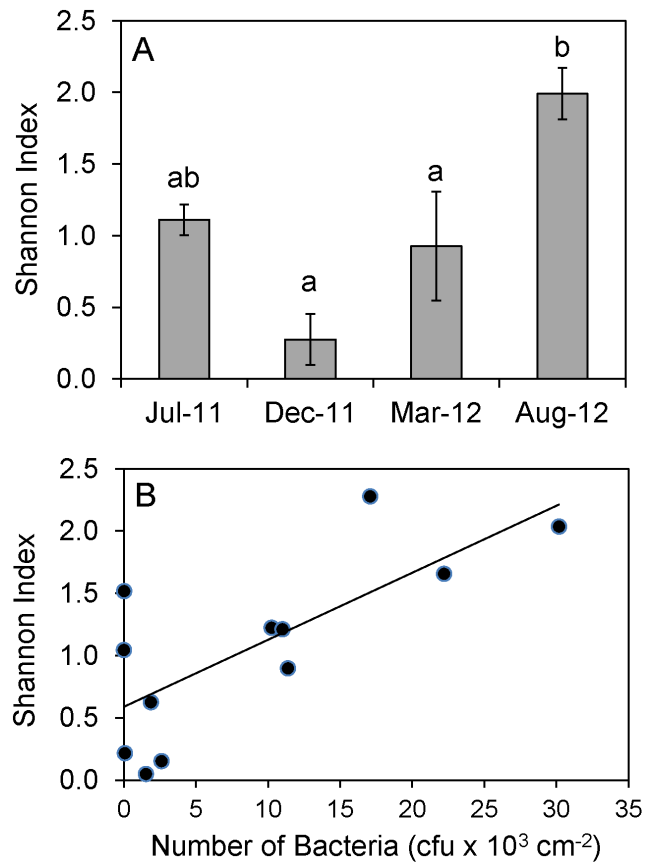 A
Shannon Index
2.5
2.0
1.5
1.0
0.5
0.0
ab
a
a
b
Jul-11 Dec-11 Mar-12 Aug-12
B
Shannon Index
2.5
2.0
1.5
1.0
0.5
0.0
0 5 10 15 20 25 30 35
Number of Bacteria (cfu x 10³ cm⁻²)